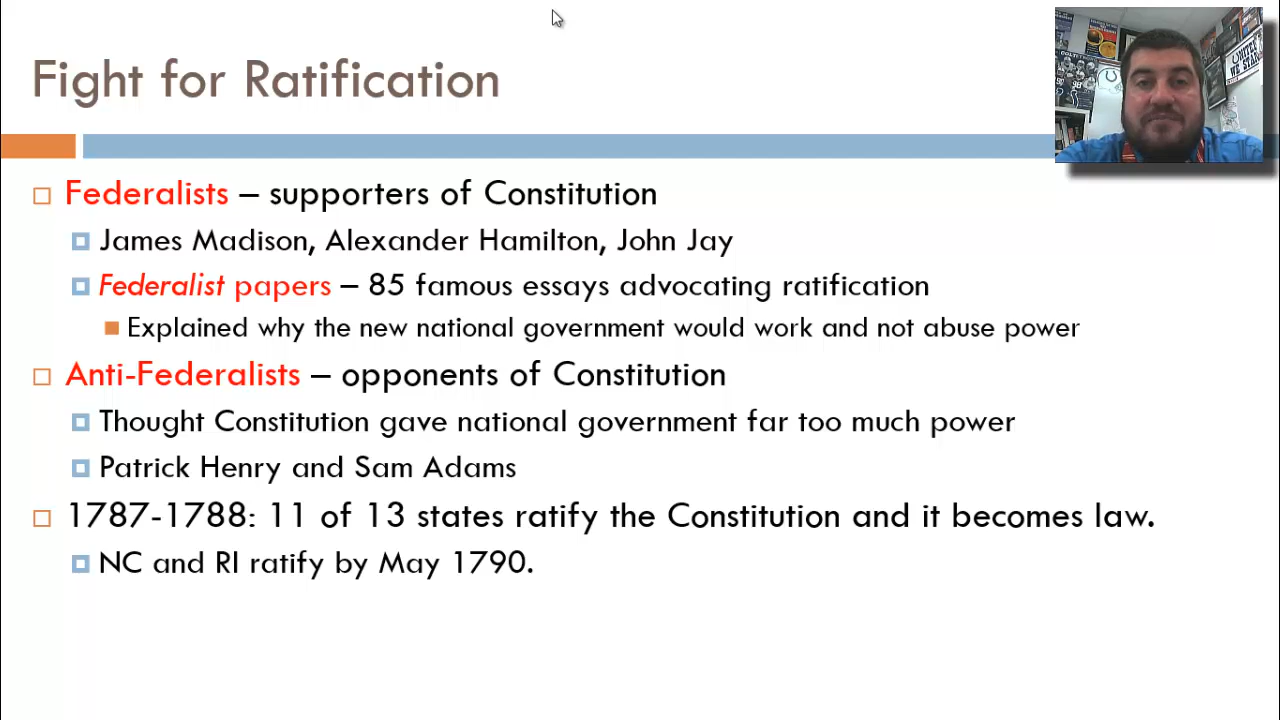 Fight for Ratification
Federalists – supporters of Constitution
James Madison, Alexander Hamilton, John Jay
Federalist papers – 85 famous essays advocating ratification
Explained why the new national government would work and not abuse power
Anti-Federalists – opponents of Constitution
Thought Constitution gave national government far too much power
Patrick Henry and Sam Adams
1787-1788: 11 of 13 states ratify the Constitution and it becomes law.
NC and RI ratify by May 1790.
COLTS
WE STAN